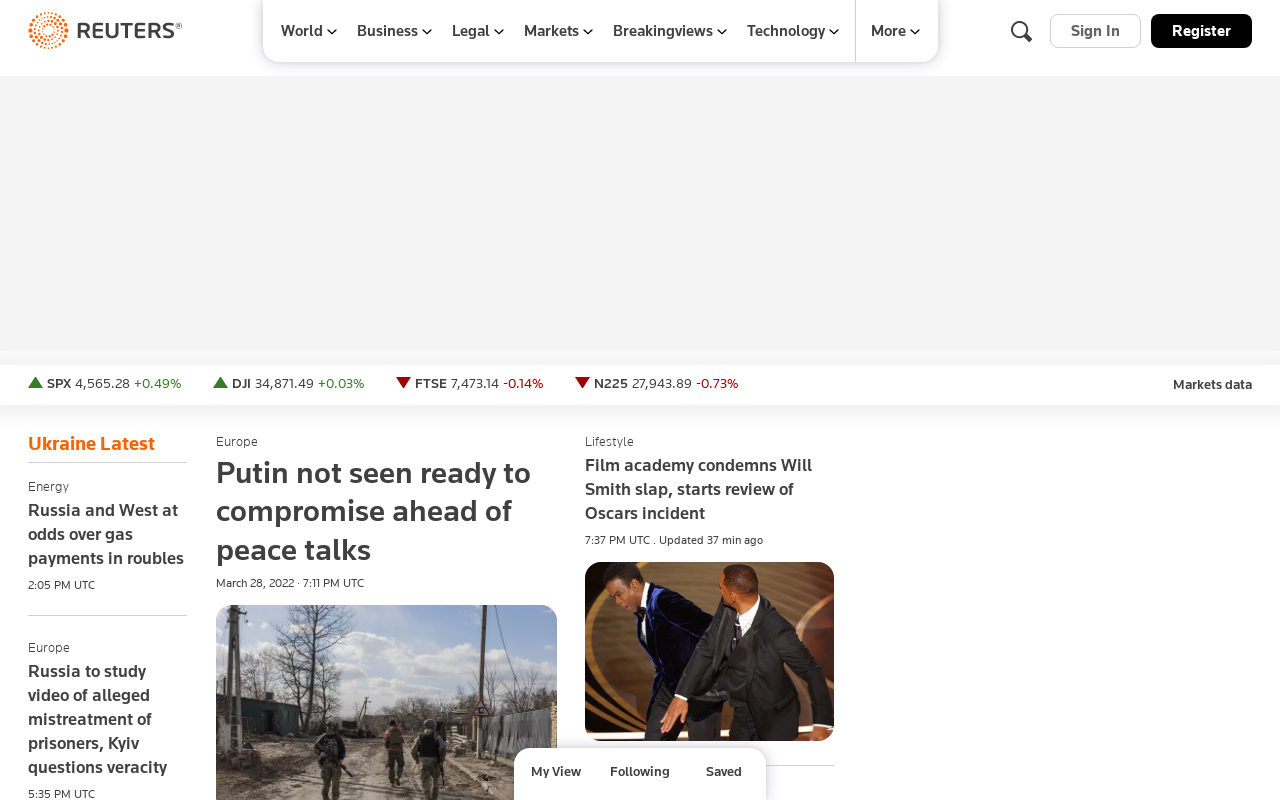 REUTERS®
World
Business
Legal
Markets
Breakingviews
Technology
More
Sign In
Register
SPX 4,565.28 +0.49%
DJI 34,871.49 +0.03%
FTSE 7,473.14 -0.14%
N225 27,943.89 -0.73%
Markets data
Ukraine Latest
Energy
Russia and West at
odds over gas
payments in roubles
2:05 PM UTC
Europe
Russia to study
video of alleged
mistreatment of
prisoners, Kyiv
questions veracity
5:35 PM UTC
Europe
Putin not seen ready to
compromise ahead of
peace talks
March 28, 2022 · 7:11 PM UTC
Lifestyle
Film academy condemns Will
Smith slap, starts review of
Oscars incident
7:37 PM UTC . Updated 37 min ago
My View
Following
Saved